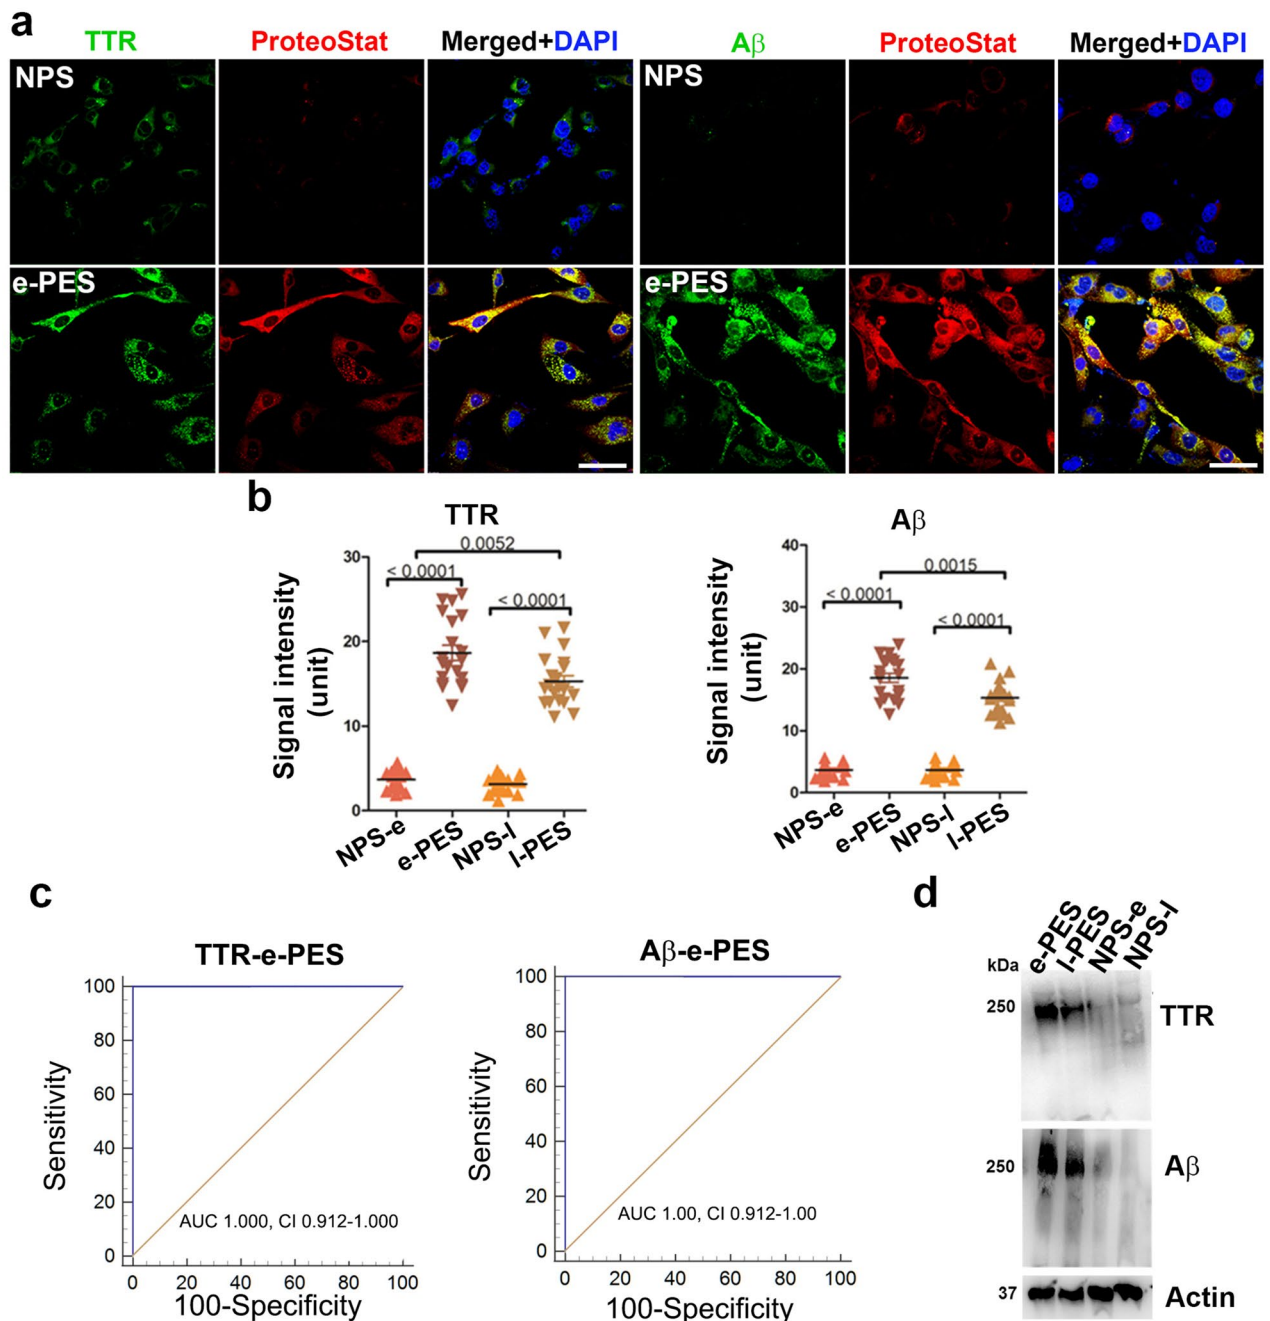 a
TTR ProteoStat Merged+DAPI Aβ ProteoStat Merged+DAPI
NPS NPS
e-PES e-PES
b
TTR
Signal intensity
(unit)
30
20
10
0
0.0052
< 0.0001
< 0.0001
NPS-e e-PES NPS-l l-PES
Aβ
Signal intensity
(unit)
40
30
20
10
0
0.0015
< 0.0001
< 0.0001
NPS-e e-PES NPS-l l-PES
c
TTR-e-PES
Sensitivity
100
80
60
40
20
0
AUC 1.000, CI 0.912-1.000
0 20 40 60 80 100
100-Specificity
Aβ-e-PES
Sensitivity
100
80
60
40
20
0
AUC 1.00, CI 0.912-1.00
0 20 40 60 80 100
100-Specificity
d
e-PES l-PES NPS-e NPS-l
kDa
250 TTR
250 Aβ
37 Actin